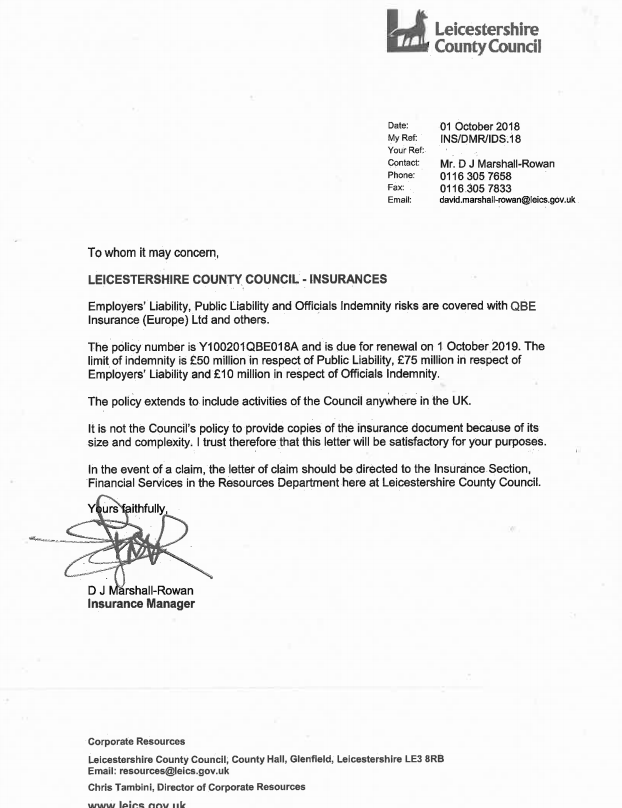 Leicestershire
County Council
Date: 01 October 2018
My Ref: INS/DMR/IDS.18
Your Ref:
Contact: Mr. D J Marshall-Rowan
Phone: 0116 305 7658
Fax: 0116 305 7833
Email: david.marshall-rowan@leics.gov.uk
To whom it may concern,
LEICESTERSHIRE COUNTY COUNCIL - INSURANCES
Employers' Liability, Public Liability and Officials Indemnity risks are covered with QBE
Insurance (Europe) Ltd and others.
The policy number is Y100201QBE018A and is due for renewal on 1 October 2019. The
limit of indemnity is £50 million in respect of Public Liability, £75 million in respect of
Employers' Liability and £10 million in respect of Officials Indemnity.
The policy extends to include activities of the Council anywhere in the UK.
It is not the Council's policy to provide copies of the insurance document because of its
size and complexity. I trust therefore that this letter will be satisfactory for your purposes.
In the event of a claim, the letter of claim should be directed to the Insurance Section,
Financial Services in the Resources Department here at Leicestershire County Council.
Yours faithfully,
D J Marshall-Rowan
Insurance Manager
Corporate Resources
Leicestershire County Council, County Hall, Glenfield, Leicestershire LE3 8RB
Email: resources@leics.gov.uk
Chris Tambini, Director of Corporate Resources
www.leics.gov.uk